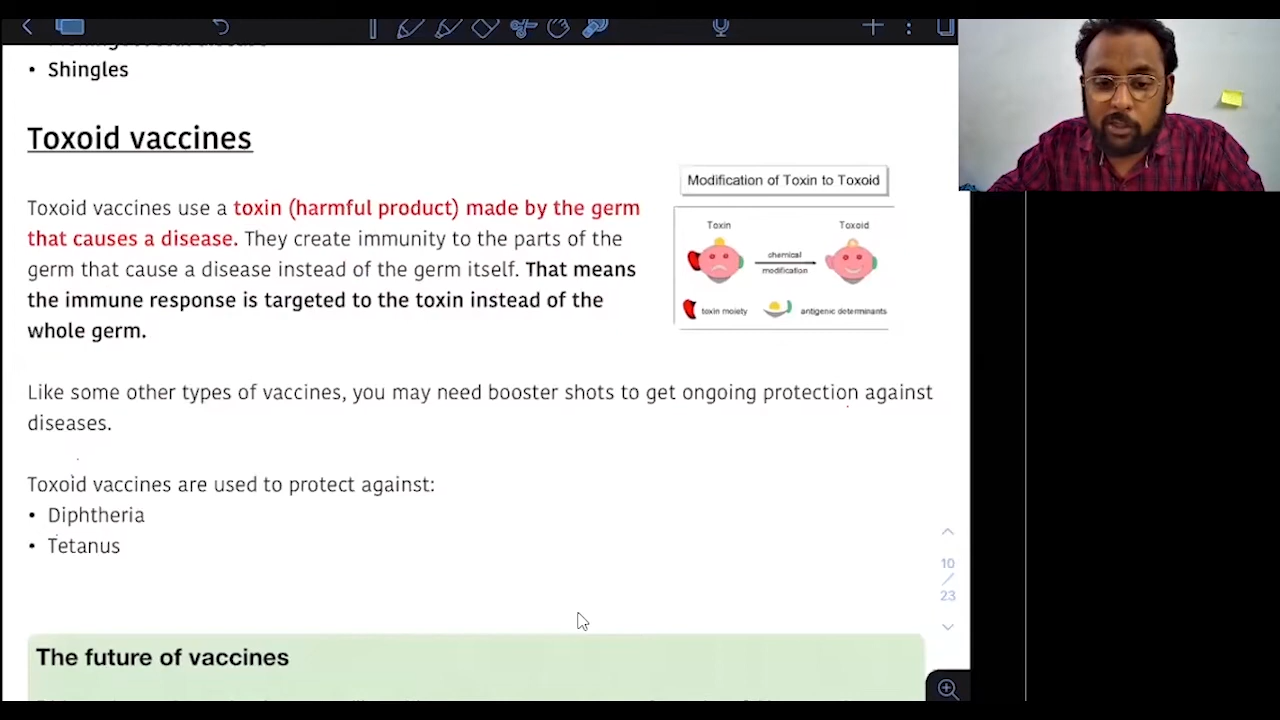 • Shingles
Toxoid vaccines
Toxoid vaccines use a toxin (harmful product) made by the germ
that causes a disease. They create immunity to the parts of the
germ that cause a disease instead of the germ itself. That means
the immune response is targeted to the toxin instead of the
whole germ.
Modification of Toxin to Toxoid
Toxin
Toxoid
chemical
modification
toxin moiety
antigenic determinants
Like some other types of vaccines, you may need booster shots to get ongoing protection against
diseases.
Toxoid vaccines are used to protect against:
• Diphtheria
• Tetanus
10
/
23
The future of vaccines